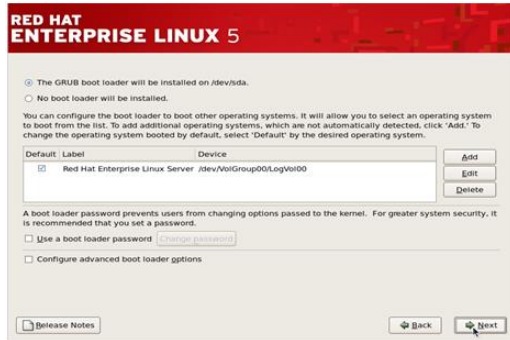 RED HAT
ENTERPRISE LINUX 5
The GRUB boot loader will be installed on /dev/sda.
No boot loader will be installed.
You can configure the boot loader to boot other operating systems. It will allow you to select an operating system
to boot from the list. To add additional operating systems, which are not automatically detected, click 'Add.' To
change the operating system booted by default, select 'Default' by the desired operating system.
Default Label Device
Red Hat Enterprise Linux Server /dev/VolGroup00/LogVol00
Add
Edit
Delete
A boot loader password prevents users from changing options passed to the kernel. For greater system security, it
is recommended that you set a password.
Use a boot loader password Change password
Configure advanced boot loader options
Release Notes Back Next